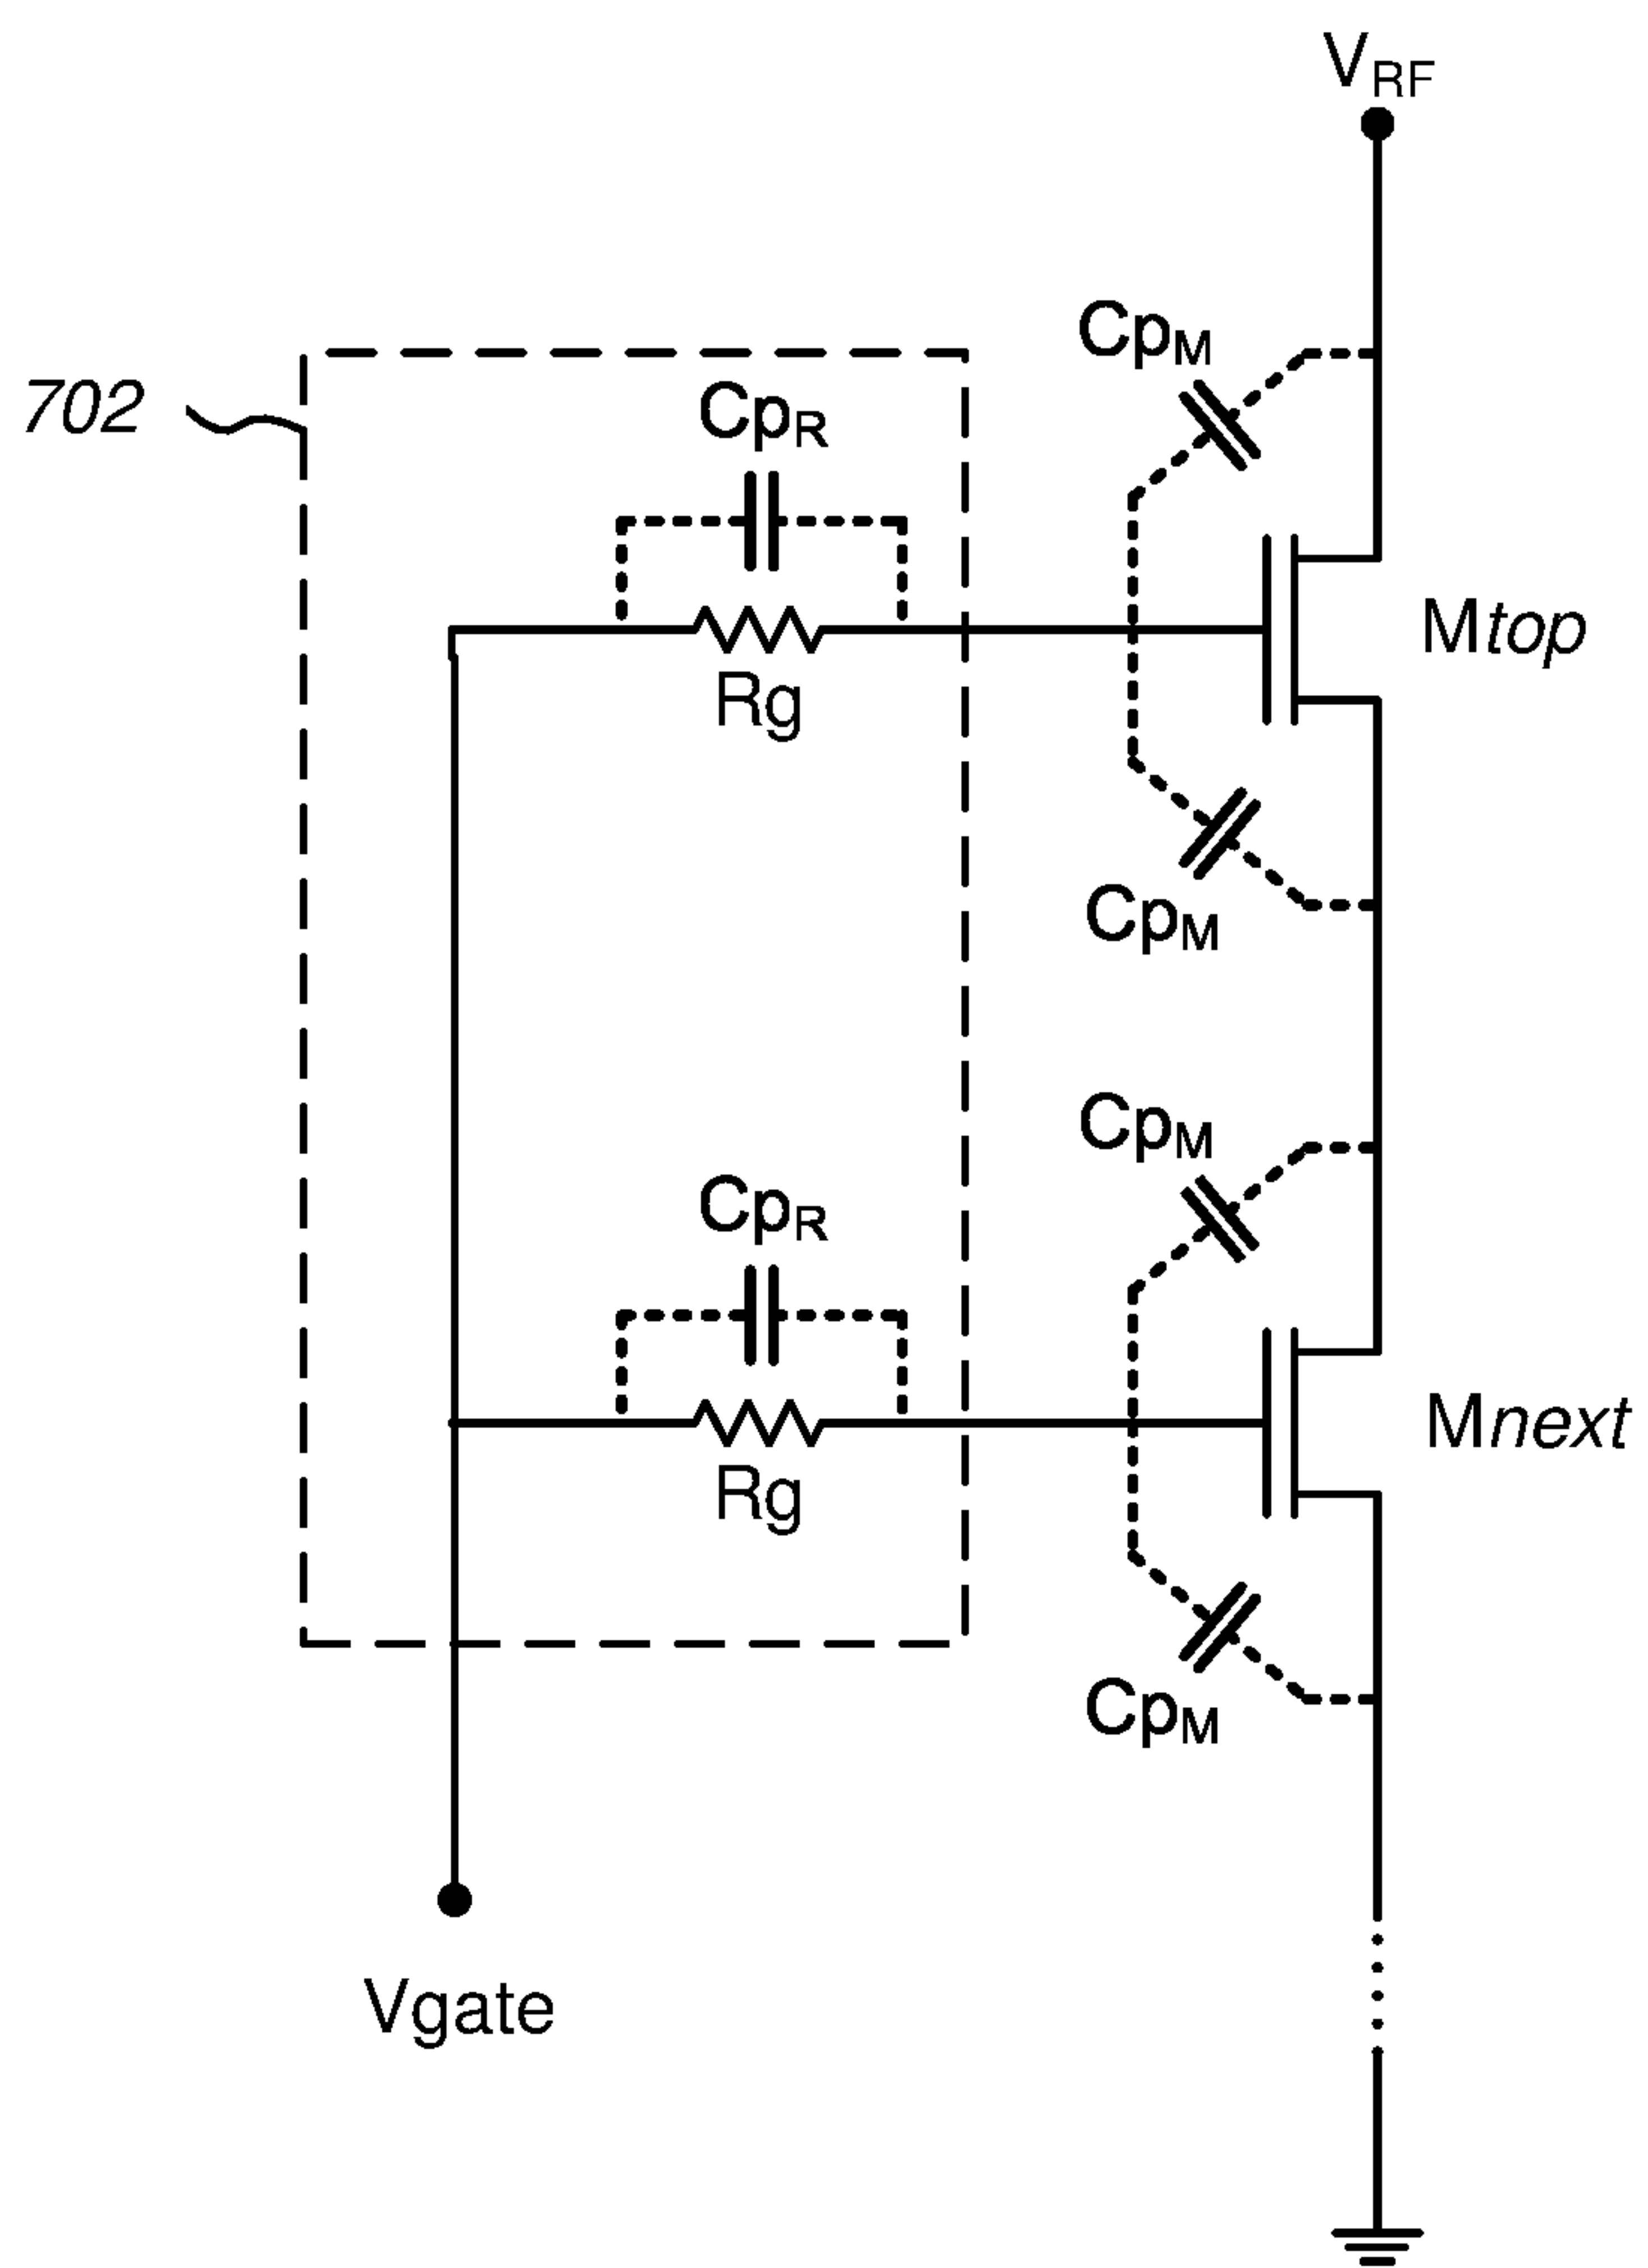 V_RF
Cp_M
702
Cp_R
Mtop
Rg
Cp_M
Cp_M
Cp_R
Mnext
Rg
Cp_M
Vgate